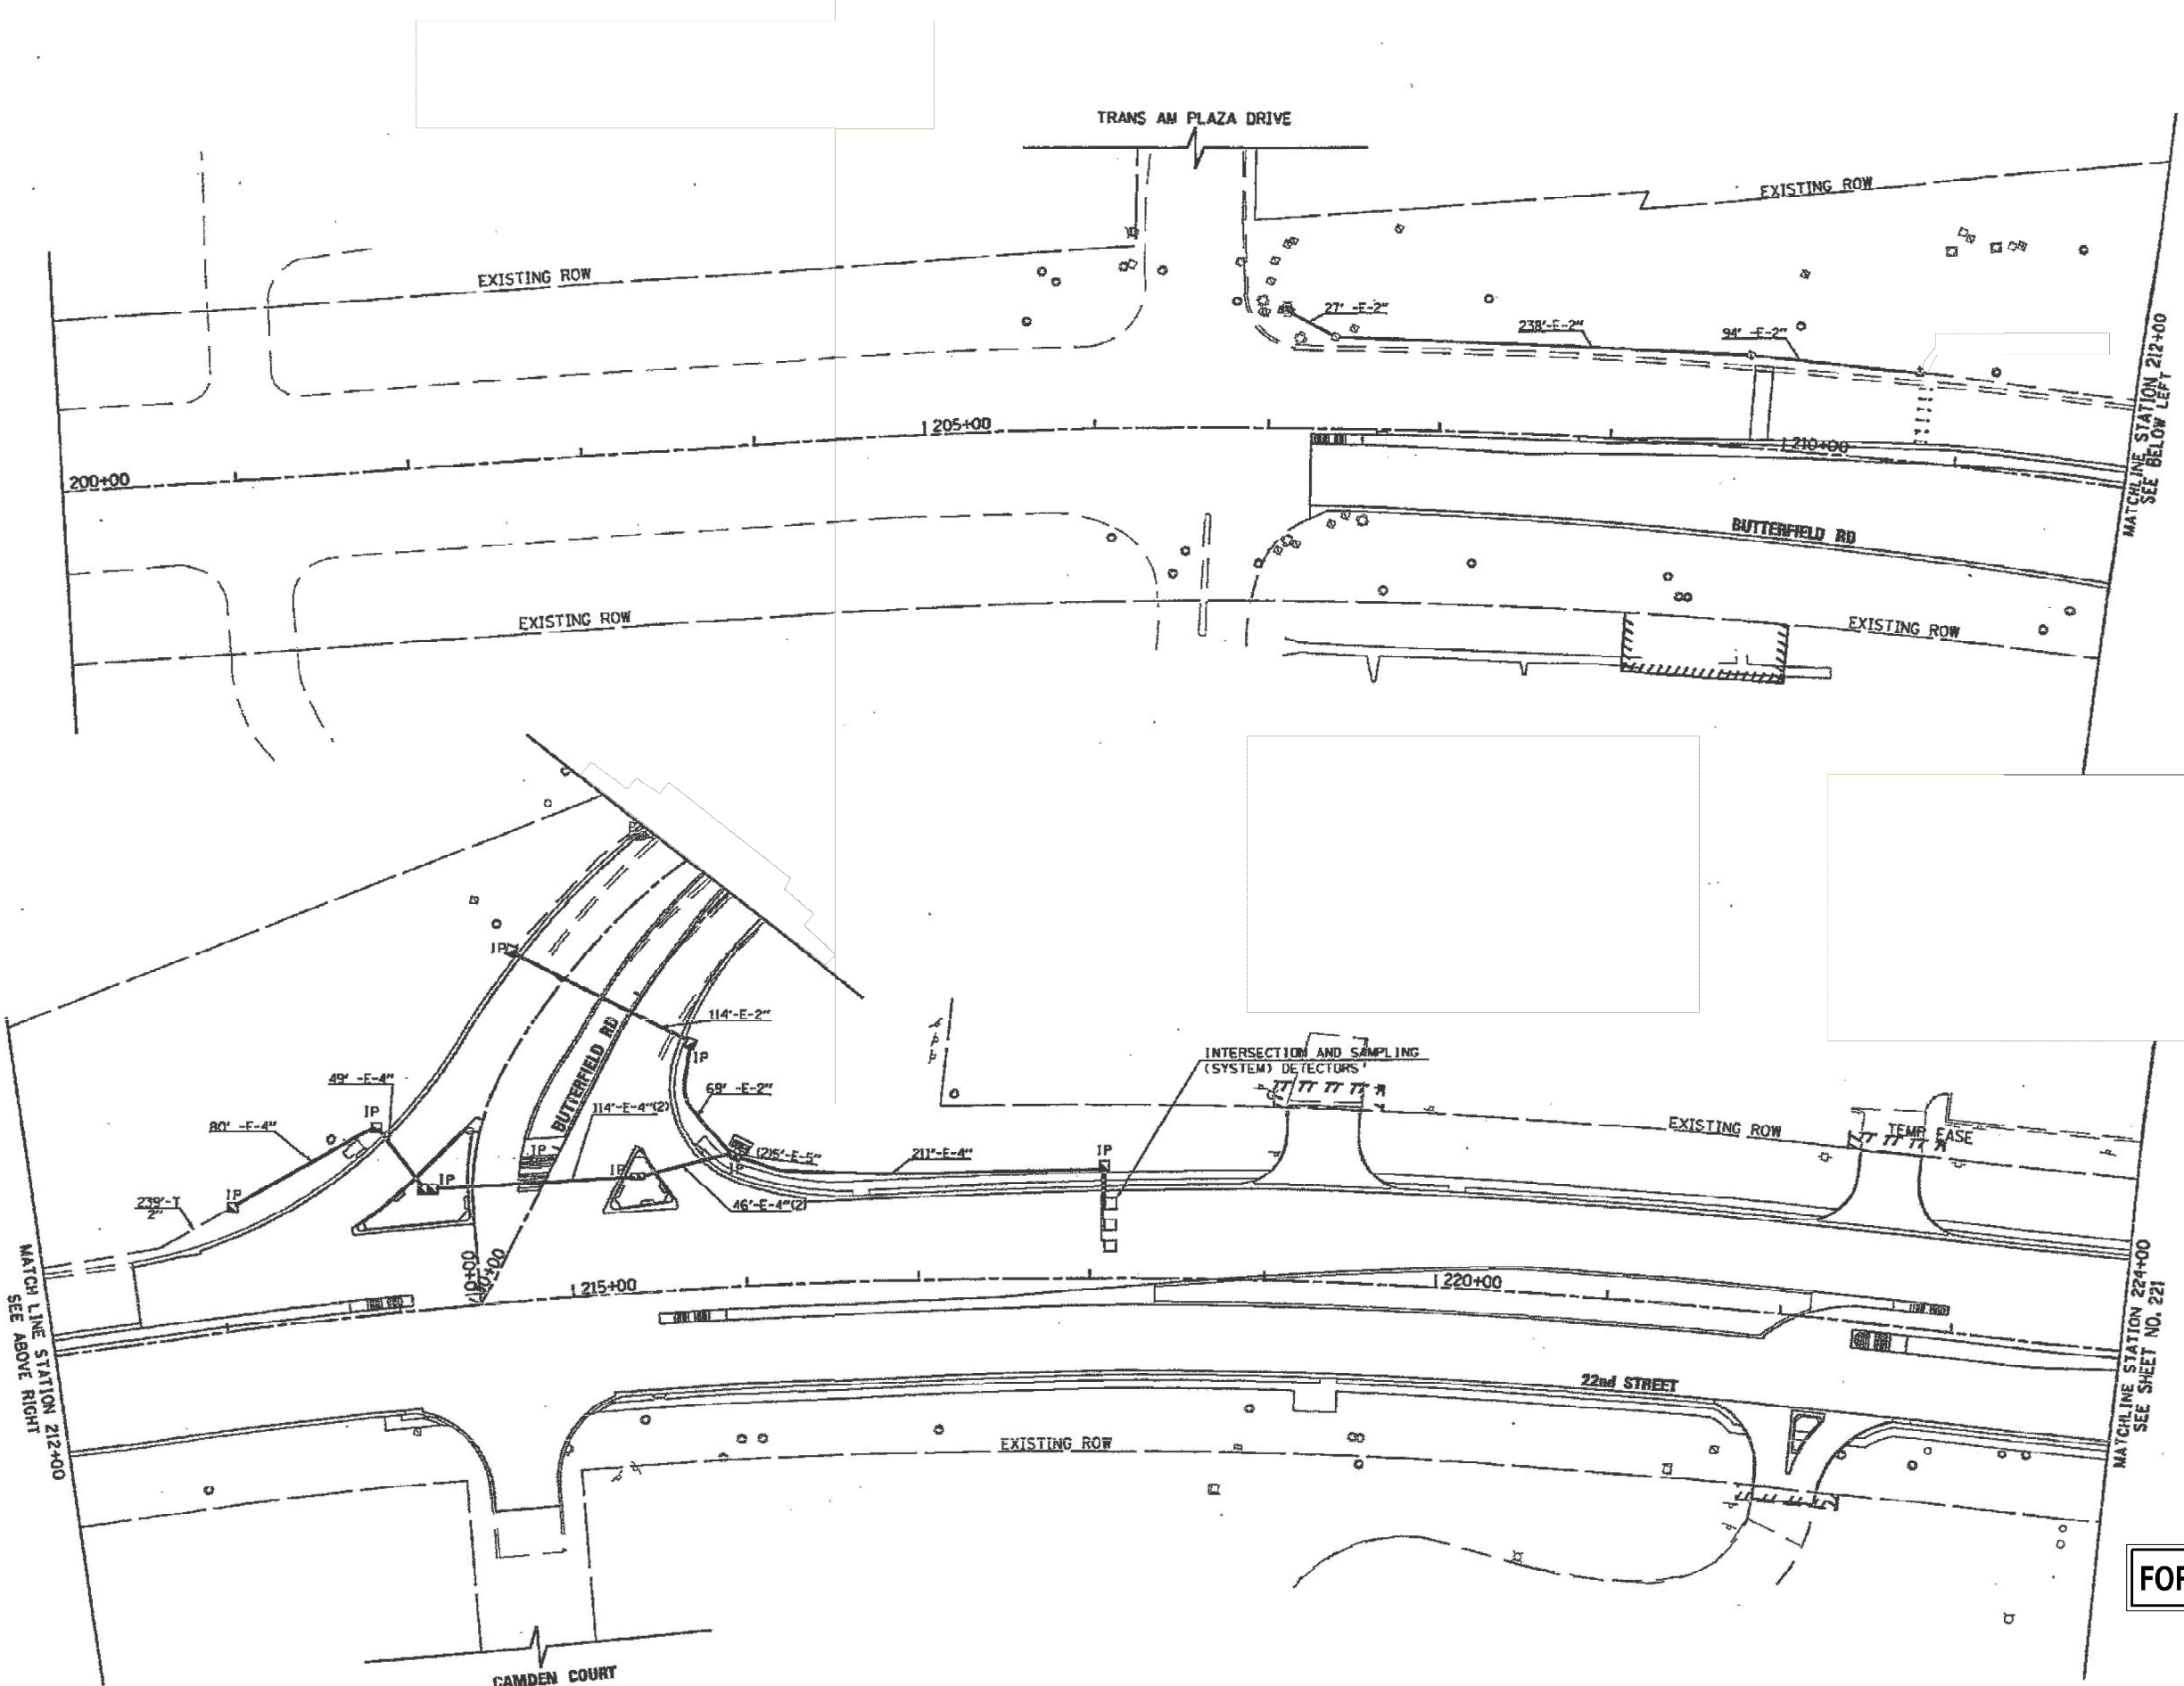 TRANS AM PLAZA DRIVE
EXISTING ROW
EXISTING ROW
27' -E-2"
238'-E-2"
94' -E-2"
MATCHLINE STATION 212+00
SEE BELOW LEFT
205+00
210+00
200+00
BUTTERFIELD RD
EXISTING ROW
EXISTING ROW
IP
114'-E-2"
BUTTERFIELD RD
IP
INTERSECTION AND SAMPLING
(SYSTEM) DETECTORS
49' -E-4"
69' -E-2"
114'-E-4"(2)
IP
80' -E-4"
EXISTING ROW
TEMP EASE
IP
IP
211'-E-4"
IP
IP
IP
IP
239'-T
2"
46'-E-4"(2)
MATCH LINE STATION 212+00
SEE ABOVE RIGHT
215+00
220+00
MATCHLINE STATION 224+00
SEE SHEET NO. 221
22nd STREET
EXISTING ROW
FOR
CAMDEN COURT